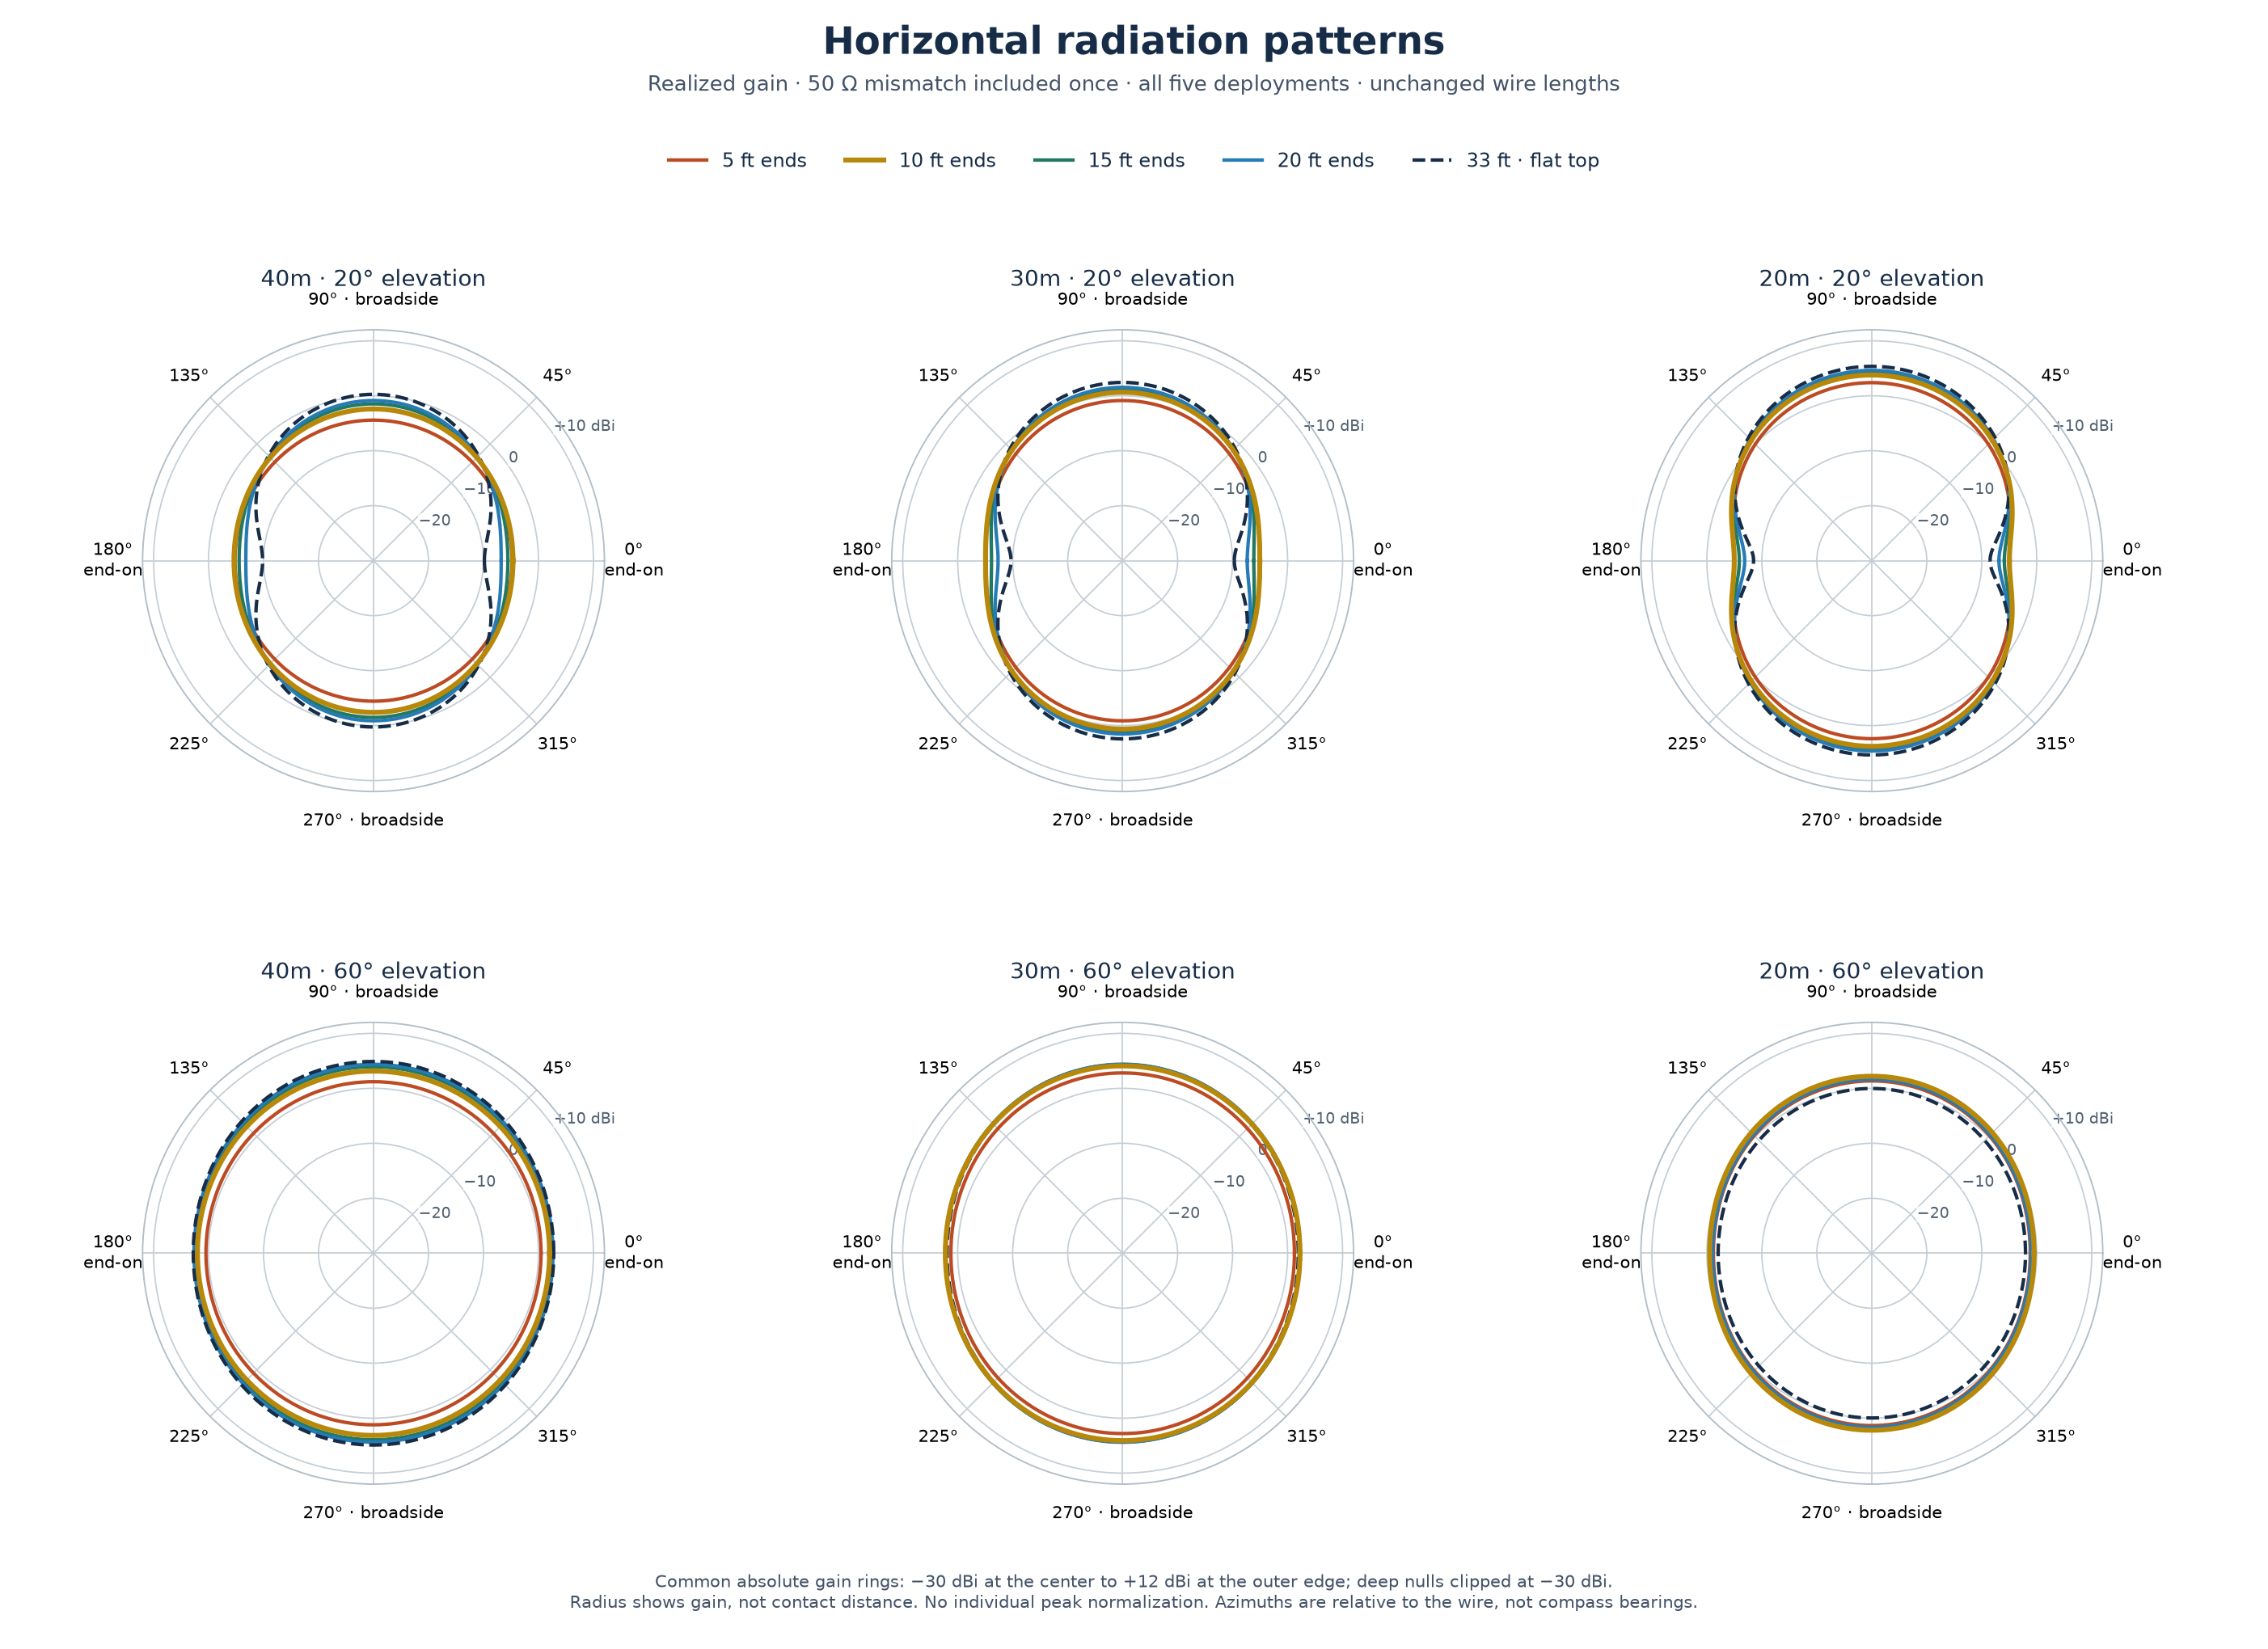 Horizontal radiation patterns
Realized gain · 50 Ω mismatch included once · all five deployments · unchanged wire lengths
5 ft ends
10 ft ends
15 ft ends
20 ft ends
33 ft · flat top
40m · 20° elevation
90° · broadside
135°
45°
+10 dBi
0
−10
−20
180°
end-on
0°
end-on
225°
315°
270° · broadside
30m · 20° elevation
90° · broadside
135°
45°
+10 dBi
0
−10
−20
180°
end-on
0°
end-on
225°
315°
270° · broadside
20m · 20° elevation
90° · broadside
135°
45°
+10 dBi
0
−10
−20
180°
end-on
0°
end-on
225°
315°
270° · broadside
40m · 60° elevation
90° · broadside
135°
45°
+10 dBi
0
−10
−20
180°
end-on
0°
end-on
225°
315°
270° · broadside
30m · 60° elevation
90° · broadside
135°
45°
+10 dBi
0
−10
−20
180°
end-on
0°
end-on
225°
315°
270° · broadside
20m · 60° elevation
90° · broadside
135°
45°
+10 dBi
0
−10
−20
180°
end-on
0°
end-on
225°
315°
270° · broadside
Common absolute gain rings: −30 dBi at the center to +12 dBi at the outer edge; deep nulls clipped at −30 dBi.
Radius shows gain, not contact distance. No individual peak normalization. Azimuths are relative to the wire, not compass bearings.